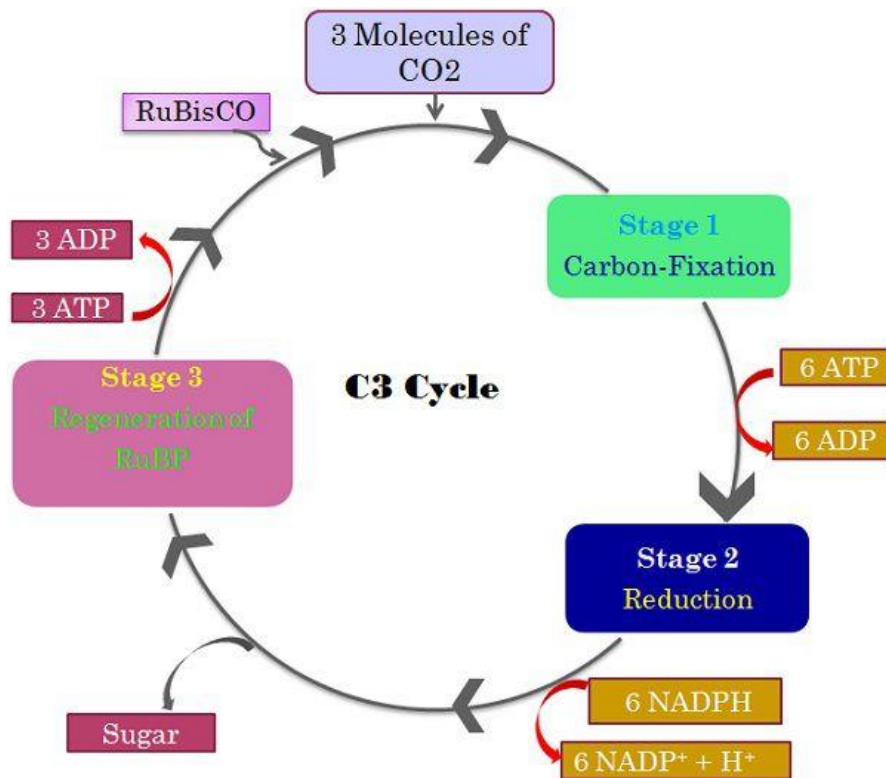 3 Molecules of
CO2
RuBisCO
Stage 1
Carbon-Fixation
3 ADP
3 ATP
6 ATP
6 ADP
C3 Cycle
Stage 3
Regeneration of
RuBP
Stage 2
Reduction
6 NADPH
6 NADP⁺ + H⁺
Sugar